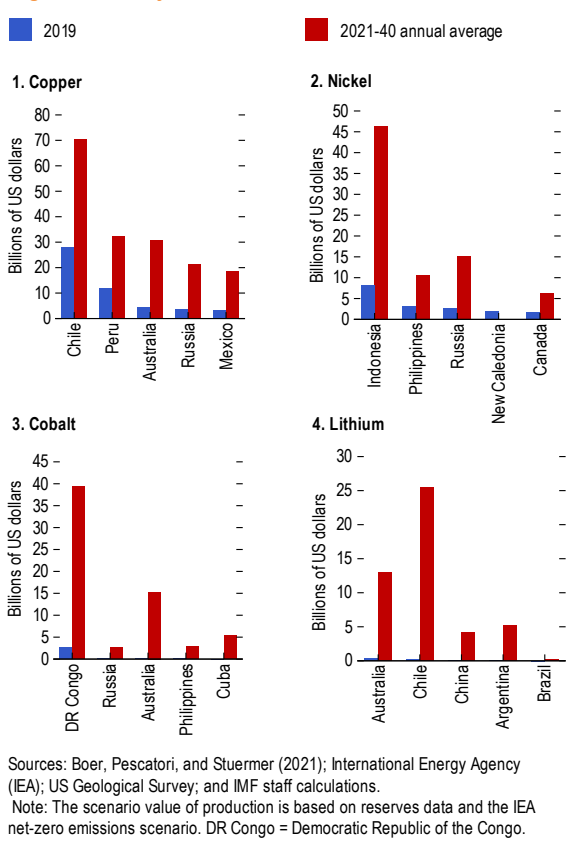 2019
2021-40 annual average
1. Copper
Billions of US dollars
80
70
60
50
40
30
20
10
0
Chile
Peru
Australia
Russia
Mexico
2. Nickel
Billions of US dollars
50
45
40
35
30
25
20
15
10
5
0
Indonesia
Philippines
Russia
New Caledonia
Canada
3. Cobalt
Billions of US dollars
45
40
35
30
25
20
15
10
5
0
DR Congo
Russia
Australia
Philippines
Cuba
4. Lithium
Billions of US dollars
30
25
20
15
10
5
0
Australia
Chile
China
Argentina
Brazil
Sources: Boer, Pescatori, and Stuermer (2021); International Energy Agency
(IEA); US Geological Survey; and IMF staff calculations.
Note: The scenario value of production is based on reserves data and the IEA
net-zero emissions scenario. DR Congo = Democratic Republic of the Congo.